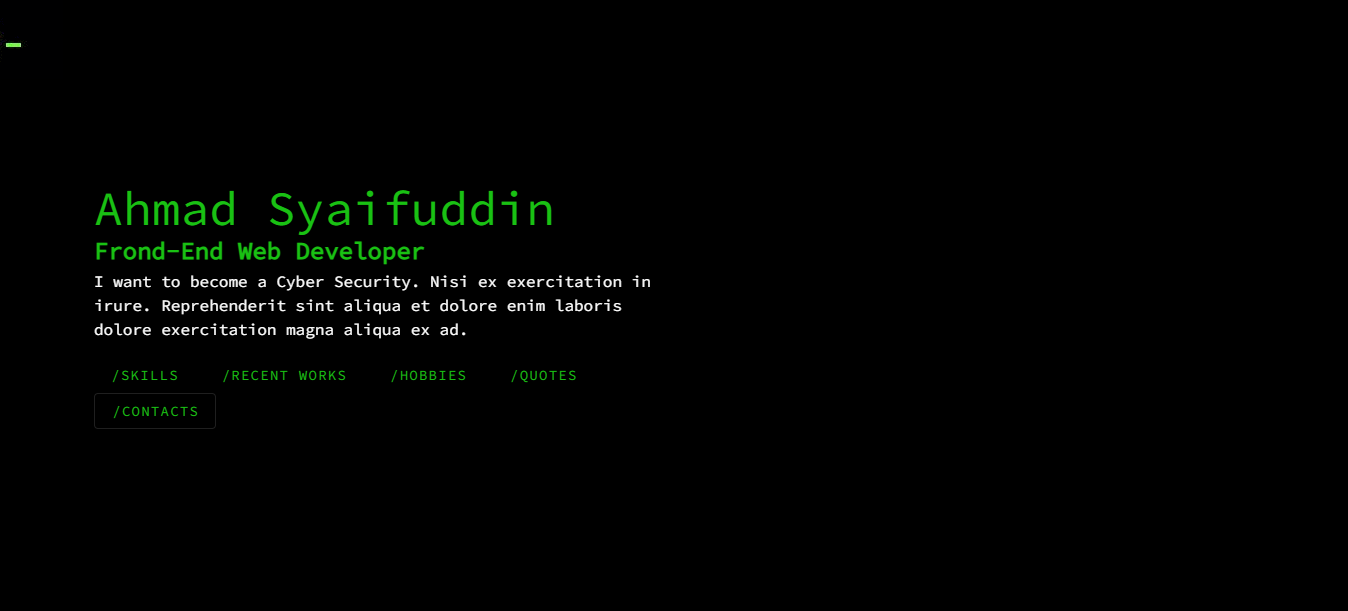 Ahmad Syaifuddin
Frond-End Web Developer
I want to become a Cyber Security. Nisi ex exercitation in
irure. Reprehenderit sint aliqua et dolore enim laboris
dolore exercitation magna aliqua ex ad.
/SKILLS /RECENT WORKS /HOBBIES /QUOTES
/CONTACTS